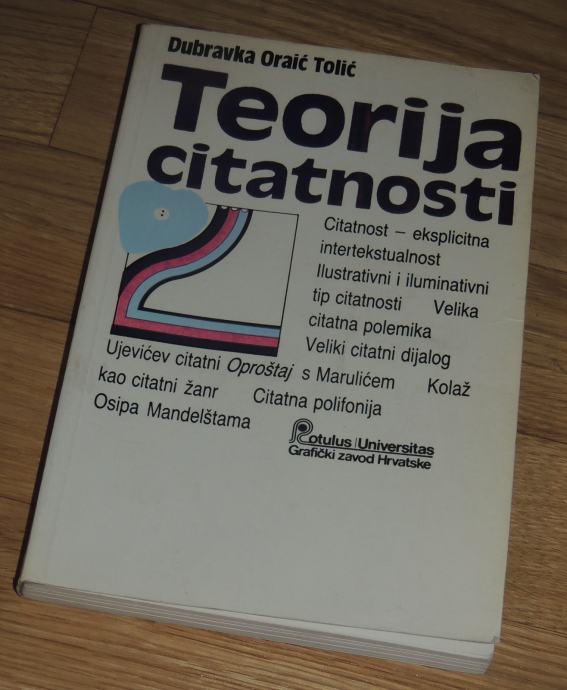 Dubravka Oraić Tolić
Teorija
citatnosti
Citatnost – eksplicitna
intertekstualnost
Ilustrativni i iluminativni
tip citatnosti Velika
citatna polemika
Veliki citatni dijalog
Ujevićev citatni Oproštaj s Marulićem Kolaž
kao citatni žanr Citatna polifonija
Osipa Mandelštama
Rotulus/Universitas
Grafički zavod Hrvatske